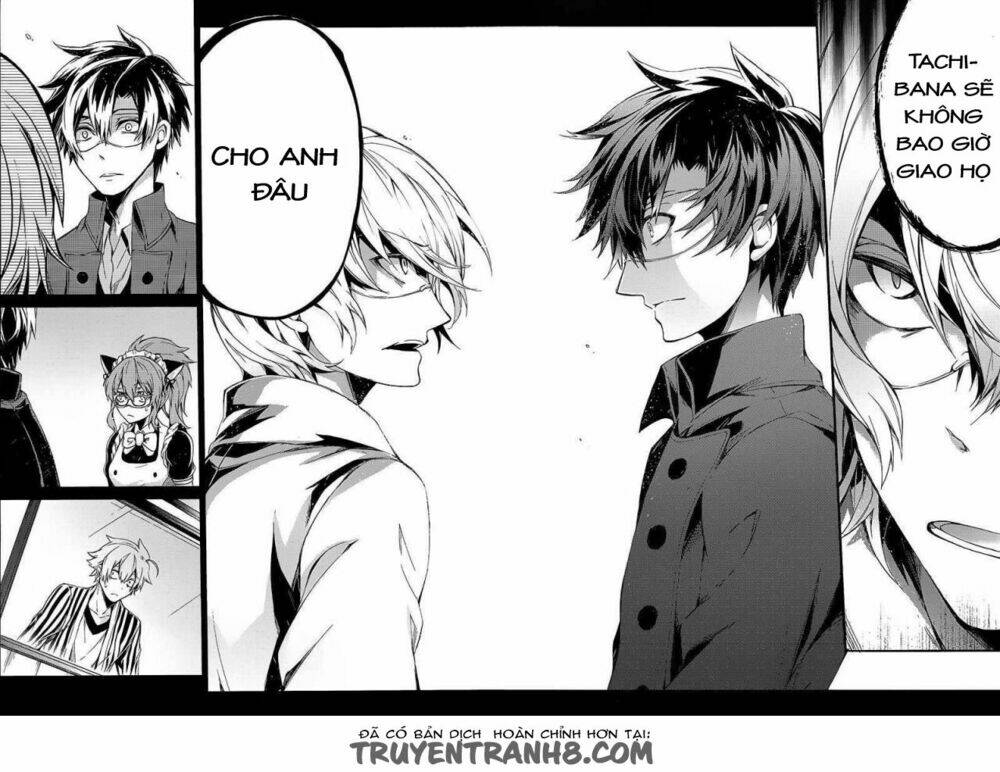 TACHI-
BANA SẼ
KHÔNG
BAO GIỜ
GIAO HỌ
CHO ANH
ĐÂU
ĐÃ CÓ BẢN DỊCH HOÀN CHỈNH HƠN TẠI:
TRUYENTRANH8.COM